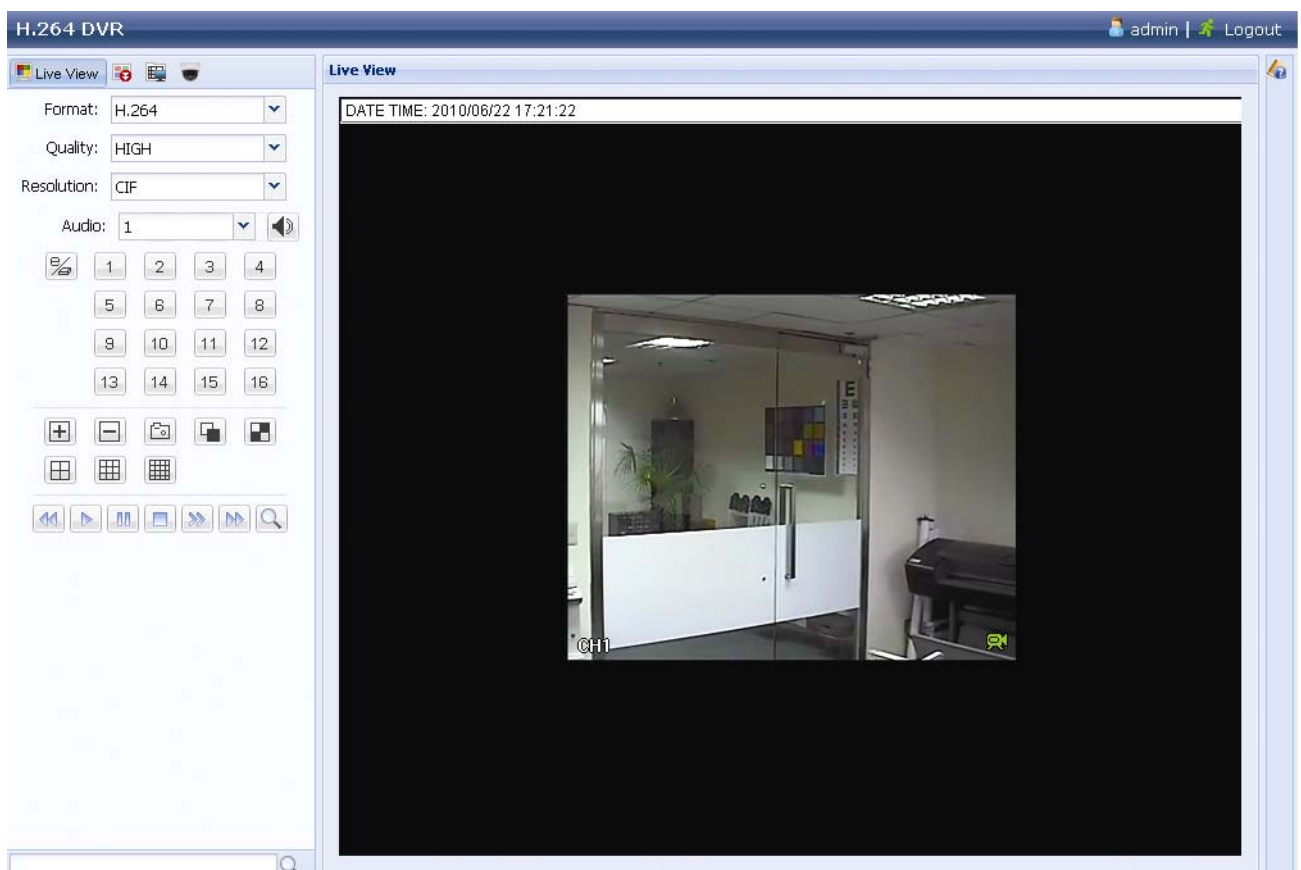 H.264 DVR
admin | Logout
Live View
Format: H.264
Quality: HIGH
Resolution: CIF
Audio: 1
1 2 3 4
5 6 7 8
9 10 11 12
13 14 15 16
Live View
DATE TIME: 2010/06/22 17:21:22
E
CH1